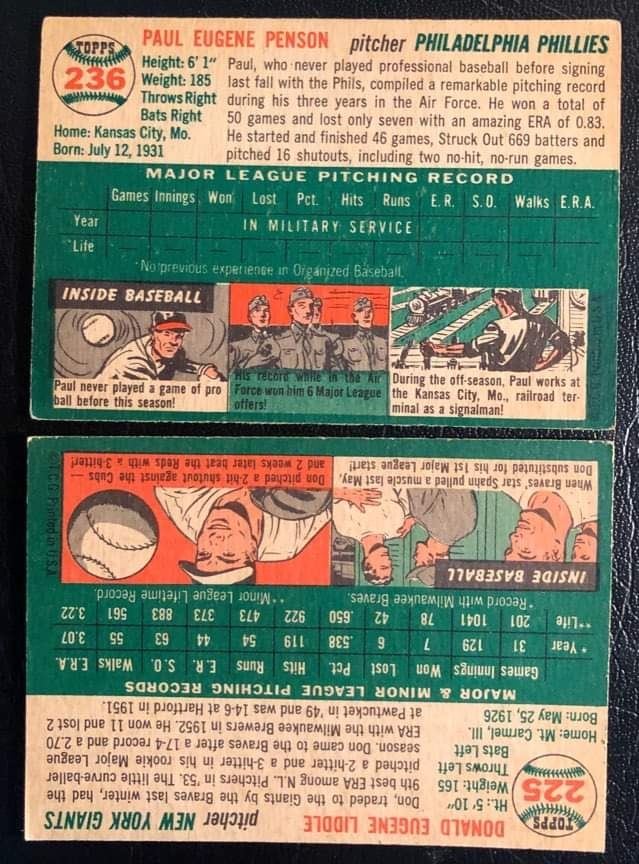 TOPPS
236
PAUL EUGENE PENSON pitcher PHILADELPHIA PHILLIES
Height: 6' 1"
Weight: 185
Throws Right
Bats Right
Home: Kansas City, Mo.
Born: July 12, 1931
Paul, who never played professional baseball before signing
last fall with the Phils, compiled a remarkable pitching record
during his three years in the Air Force. He won a total of
50 games and lost only seven with an amazing ERA of 0.83.
He started and finished 46 games, Struck Out 669 batters and
pitched 16 shutouts, including two no-hit, no-run games.
MAJOR LEAGUE PITCHING RECORD
Games Innings Won Lost Pct. Hits Runs E.R. S.O. Walks E.R.A.
Year IN MILITARY SERVICE
Life
*No previous experience in Organized Baseball.
INSIDE BASEBALL
Paul never played a game of pro
ball before this season!
His record while in the Air
Force won him 6 Major League
offers!
During the off-season, Paul works at
the Kansas City, Mo., railroad ter-
minal as a signalman!
TOPPS
225
DONALD EUGENE LIDDLE pitcher NEW YORK GIANTS
Ht.: 5' 10"
Weight: 165
Throws Left
Bats Left
Home: Mt. Carmel, Ill.
Born: May 25, 1926
Don, traded to the Giants by the Braves last winter, had the
9th best ERA among N.L. Pitchers in '53. The little curve-baller
pitched a 2-hitter and a 3-hitter in his rookie Major League
season. Don came to the Braves after a 17-4 record and a 2.70
ERA with the Milwaukee Brewers in 1952. He won 11 and lost 2
at Pawtucket in '49 and was 14-6 at Hartford in 1951.
MAJOR & MINOR LEAGUE PITCHING RECORDS
Games Innings Won Lost Pct. Hits Runs E.R. S.O. Walks E.R.A.
*Year 31 129 7 6 .538 119 54 44 63 55 3.07
**Life 201 1041 78 42 .650 922 473 373 883 561 3.22
*Record with Milwaukee Braves. **Minor League Lifetime Record.
INSIDE BASEBALL
When Braves' star Spahn pulled a muscle last May,
Don substituted for his 1st Major League start!
Don pitched a 2-hit shutout against the Cubs —
and 2 weeks later beat the Reds with a 3-hitter!
© T.C.G. Printed in U.S.A.